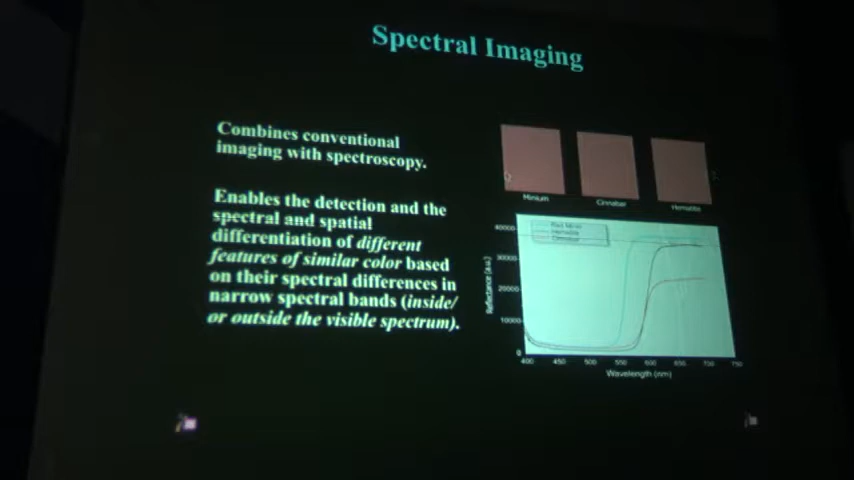 Spectral Imaging
Combines conventional
imaging with spectroscopy.
Enables the detection and the
spectral and spatial
differentiation of different
features of similar color based
on their spectral differences in
narrow spectral bands (inside/
or outside the visible spectrum).
Minium Cinnabar Hematite
Hematite
Cinnabar
40000
30000
20000
10000
0
Reflectance (a.u.)
400 450 500 550 600 650 700 750
Wavelength (nm)